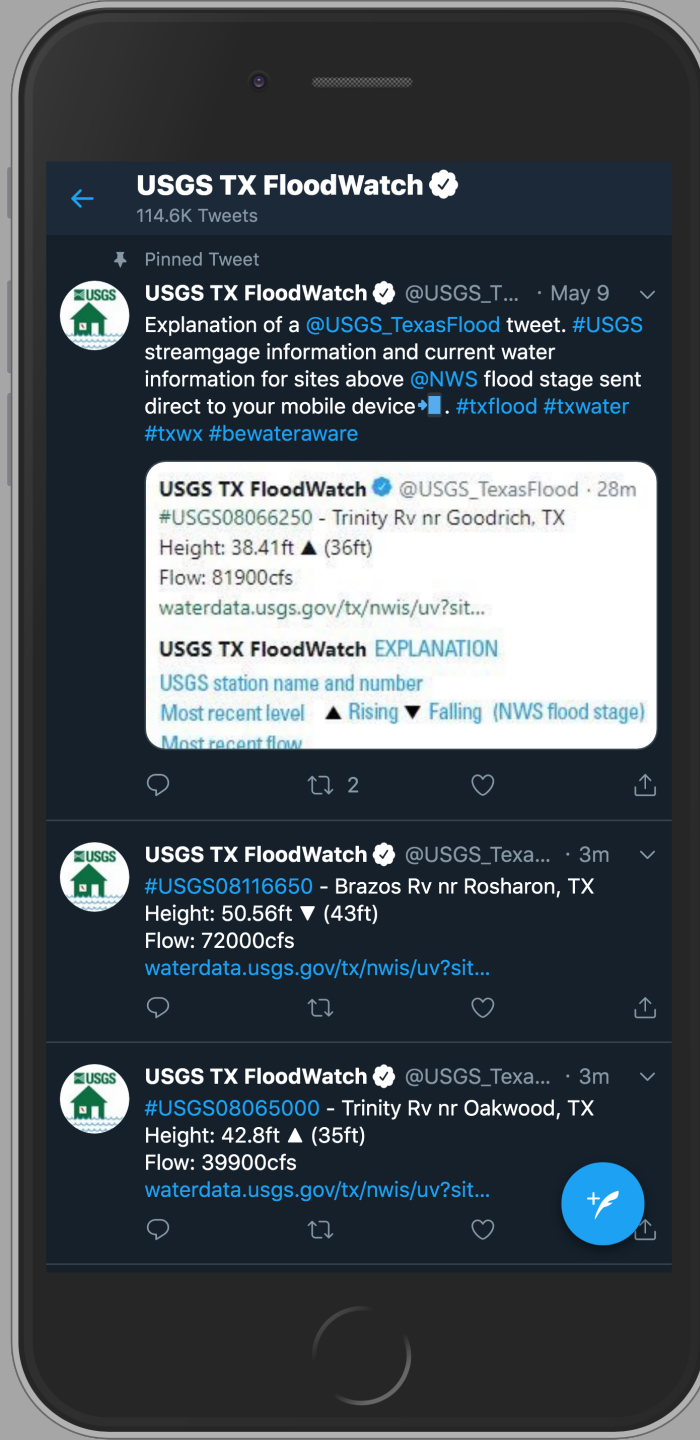 USGS TX FloodWatch
114.6K Tweets
Pinned Tweet
USGS
USGS TX FloodWatch @USGS_T... · May 9
Explanation of a @USGS_TexasFlood tweet. #USGS
streamgage information and current water
information for sites above @NWS flood stage sent
direct to your mobile device📲. #txflood #txwater
#txwx #bewateraware
USGS TX FloodWatch @USGS_TexasFlood · 28m
#USGS08066250 - Trinity Rv nr Goodrich, TX
Height: 38.41ft ▲ (36ft)
Flow: 81900cfs
waterdata.usgs.gov/tx/nwis/uv?sit...
USGS TX FloodWatch EXPLANATION
USGS station name and number
Most recent level ▲ Rising ▼ Falling (NWS flood stage)
Most recent flow
2
USGS
USGS TX FloodWatch @USGS_Texa... · 3m
#USGS08116650 - Brazos Rv nr Rosharon, TX
Height: 50.56ft ▼ (43ft)
Flow: 72000cfs
waterdata.usgs.gov/tx/nwis/uv?sit...
USGS
USGS TX FloodWatch @USGS_Texa... · 3m
#USGS08065000 - Trinity Rv nr Oakwood, TX
Height: 42.8ft ▲ (35ft)
Flow: 39900cfs
waterdata.usgs.gov/tx/nwis/uv?sit...